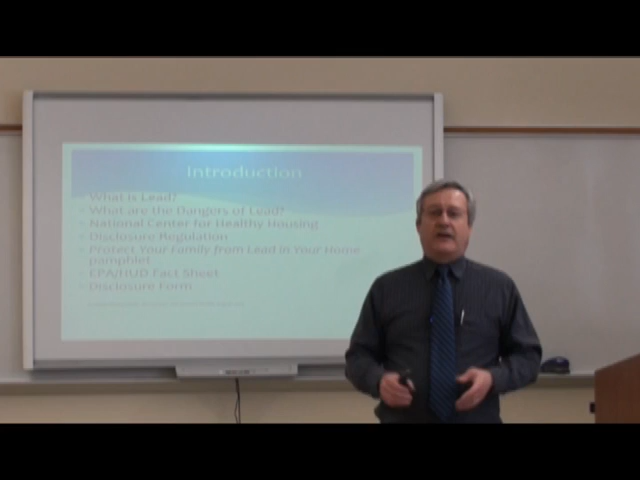 Introduction
What is Lead?
What are the Dangers of Lead?
National Center for Healthy Housing
Disclosure Regulation
Protect Your Family from Lead in Your Home
pamphlet
EPA/HUD Fact Sheet
Disclosure Form